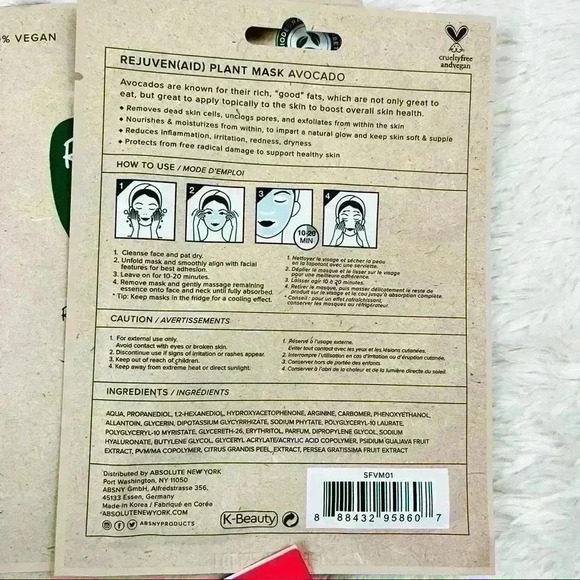 % VEGAN
crueltyfree
andvegan
REJUVEN(AID) PLANT MASK AVOCADO
Avocados are known for their rich, "good" fats, which are not only great to
eat, but great to apply topically to the skin to boost overall skin health.
• Removes dead skin cells, unclogs pores, and exfoliates from within the skin
• Nourishes & moisturizes from within, to impart a natural glow and keep skin soft & supple
• Reduces inflammation, irritation, redness, dryness
• Protects from free radical damage to support healthy skin
HOW TO USE / MODE D'EMPLOI
1 2 3 4
10-20
MIN
1. Cleanse face and pat dry.
2. Unfold mask and smoothly align with facial
features for best adhesion.
3. Leave on for 10-20 minutes.
4. Remove mask and gently massage remaining
essence onto face and neck until fully absorbed.
* Tip: Keep masks in the fridge for a cooling effect.
1. Nettoyer le visage et sécher la peau
en la tapotant avec une serviette.
2. Déplier le masque et le lisser sur le visage
pour une meilleure adhérence.
3. Laisser agir 10 à 20 minutes.
4. Retirer le masque, puis masser délicatement le reste de
produit sur le visage et le cou jusqu'à absorption complète.
* Conseil : pour un effet rafraîchissant,
conserver les masques au réfrigérateur.
CAUTION / AVERTISSEMENTS
1. For external use only.
Avoid contact with eyes or broken skin.
2. Discontinue use if signs of irritation or rashes appear.
3. Keep out of reach of children.
4. Keep away from extreme heat or direct sunlight.
1. Réservé à l'usage externe.
Éviter tout contact avec les yeux et les lésions cutanées.
2. Interrompre l'utilisation en cas d'irritation ou d'éruption cutanée.
3. Conserver hors de portée des enfants.
4. Conserver à l'abri de la chaleur et de la lumière directe du soleil.
INGREDIENTS / INGRÉDIENTS
AQUA, PROPANEDIOL, 1,2-HEXANEDIOL, HYDROXYACETOPHENONE, ARGININE, CARBOMER, PHENOXYETHANOL,
ALLANTOIN, GLYCERIN, DIPOTASSIUM GLYCYRRHIZATE, SODIUM PHYTATE, POLYGLYCERYL-10 LAURATE,
POLYGLYCERYL-10 MYRISTATE, GLYCERETH-26, ERYTHRITOL, PARFUM, DIPROPYLENE GLYCOL, SODIUM
HYALURONATE, BUTYLENE GLYCOL, GLYCERYL ACRYLATE/ACRYLIC ACID COPOLYMER, PSIDIUM GUAJAVA FRUIT
EXTRACT, PVM/MA COPOLYMER, CITRUS GRANDIS PEEL_EXTRACT, PERSEA GRATISSIMA FRUIT EXTRACT
Distributed by ABSOLUTE NEW YORK
Port Washington, NY 11050
ABSNY GmbH, Alfredstrasse 356,
45133 Essen, Germany
Made in Korea / Fabriqué en Corée
ABSOLUTENEWYORK.COM
ABSNYPRODUCTS
K-Beauty
SFVM01
8 88432 95860 7